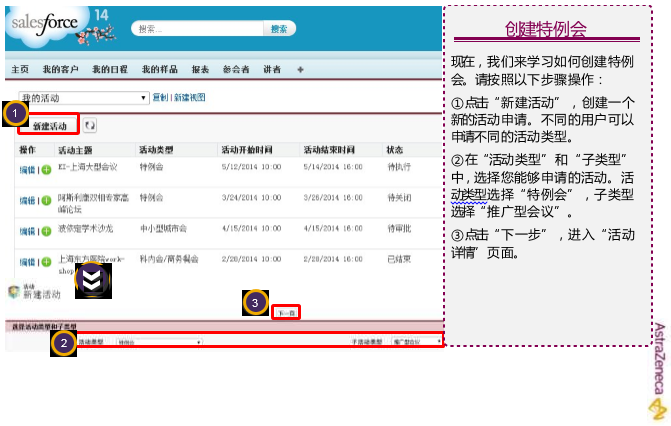 salesforce
14
搜索...
搜索
主页 我的客户 我的日程 我的样品 报表 参会者 讲者 +
我的活动
复制 | 新建视图
1
新建活动
操作 活动主题 活动类型 活动开始时间 活动结束时间 状态
编辑 | KI-上海大型会议 特例会 5/12/2014 10:00 5/14/2014 16:00 待执行
编辑 | 阿斯利康双相专家高峰论坛 特例会 3/24/2014 10:00 3/26/2014 16:00 待关闭
编辑 | 波依定学术沙龙 中小型城市会 4/15/2014 10:00 4/15/2014 16:00 待审批
编辑 | 上海东方医院work-shop 科内会/商务餐会 2/28/2014 10:00 2/28/2014 16:00 已结束
活动
新建活动
3
下一步
选择活动类型和子类型
2
活动类型 特例会 子活动类型 推广型会议
创建特例会
现在，我们来学习如何创建特例
会。请按照以下步骤操作：
①点击“新建活动”，创建一个
新的活动申请。不同的用户可以
申请不同的活动类型。
②在“活动类型”和“子类型”
中，选择您能够申请的活动。活
动类型选择“特例会”，子类型
选择“推广型会议”。
③点击“下一步”，进入“活动
详情”页面。
AstraZeneca